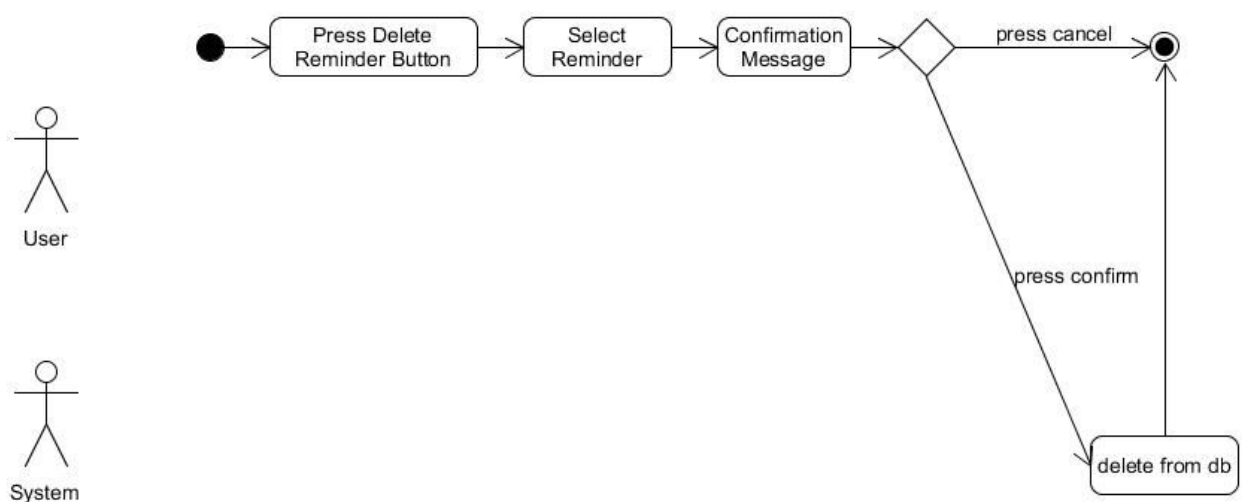 Press Delete
Reminder Button
Select
Reminder
Confirmation
Message
press cancel
User
press confirm
delete from db
System